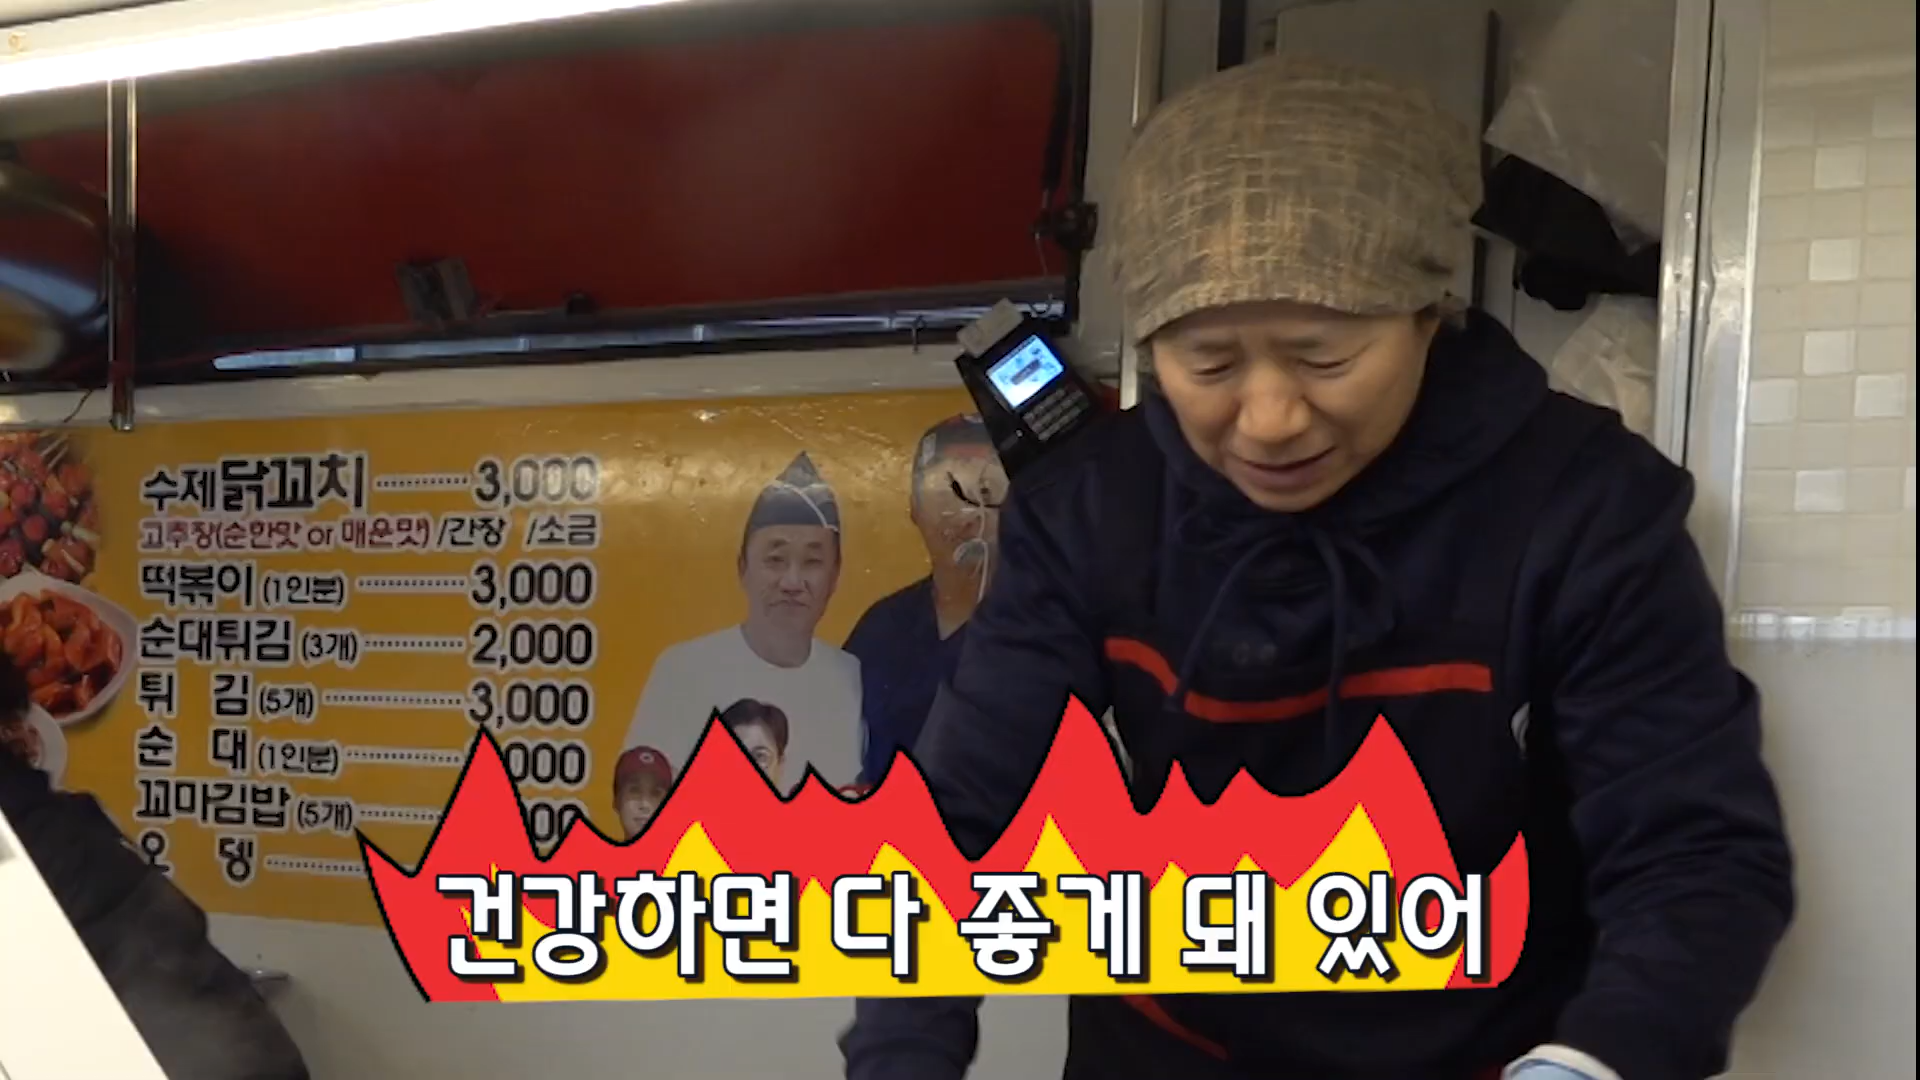 수제닭꼬치 3,000
고추장(순한맛 or 매운맛)/간장 /소금
떡볶이 (1인분) 3,000
순대튀김 (3개) 2,000
튀 김 (5개) 3,000
순 대 (1인분) ,000
꼬마김밥 (5개) 00
오 뎅
건강하면 다 좋게 돼 있어